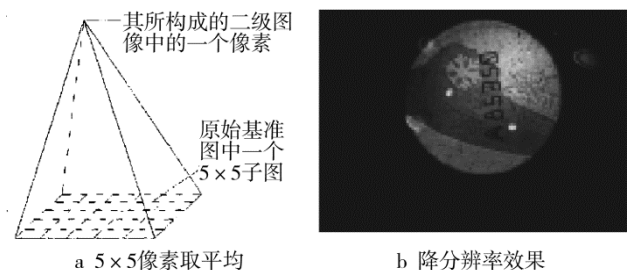 其所构成的二级图
像中的一个像素
原始基准
图中一个
5×5子图
a 5×5像素取平均
b 降分辨率效果